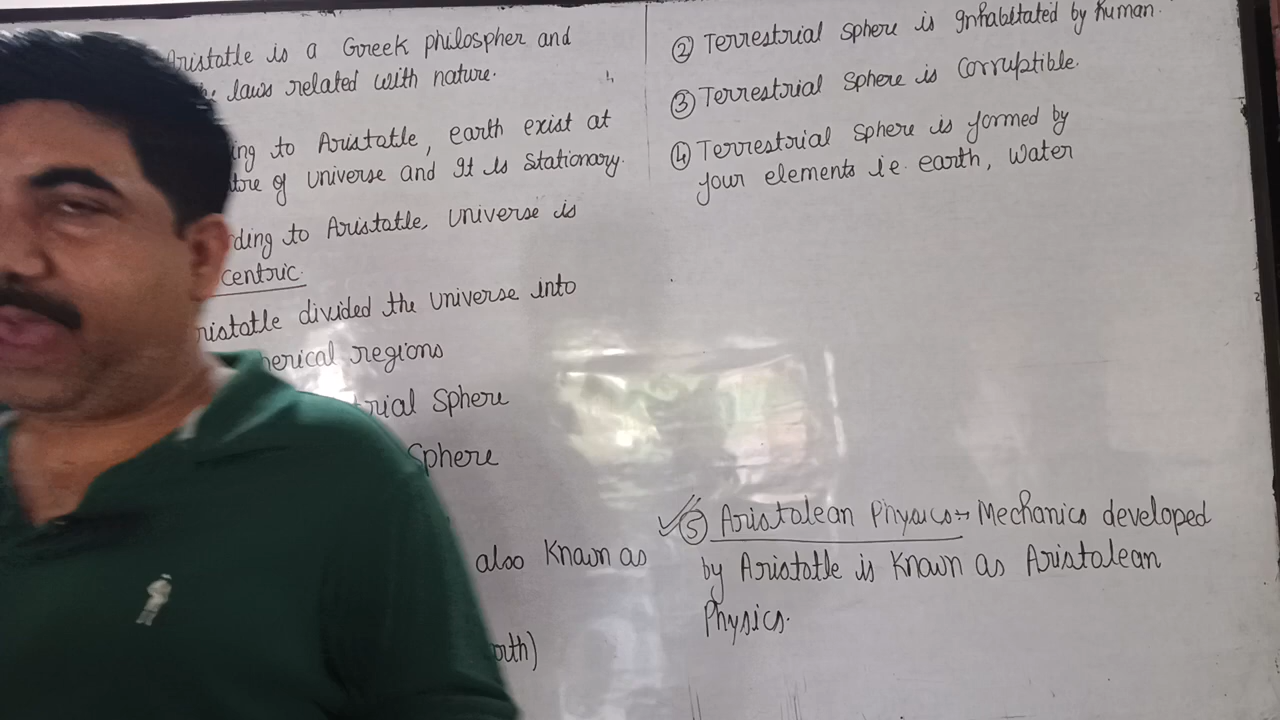 Aristotle is a Greek philospher and
laws related with nature.
ing to Aristotle, earth exist at
tre of universe and It is Stationary.
ding to Aristotle, universe is
centric.
ristotle divided the universe into
herical regions
trial Sphere
Sphere
also Known as
orth)
② Terrestrial sphere is Inhabitated by human.
③ Terrestrial Sphere is Corruptible.
④ Terrestrial Sphere is formed by
four elements i.e. earth, Water
⑤ Aristolean Physics:→ Mechanics developed
by Aristotle is Known as Aristolean
Physics.